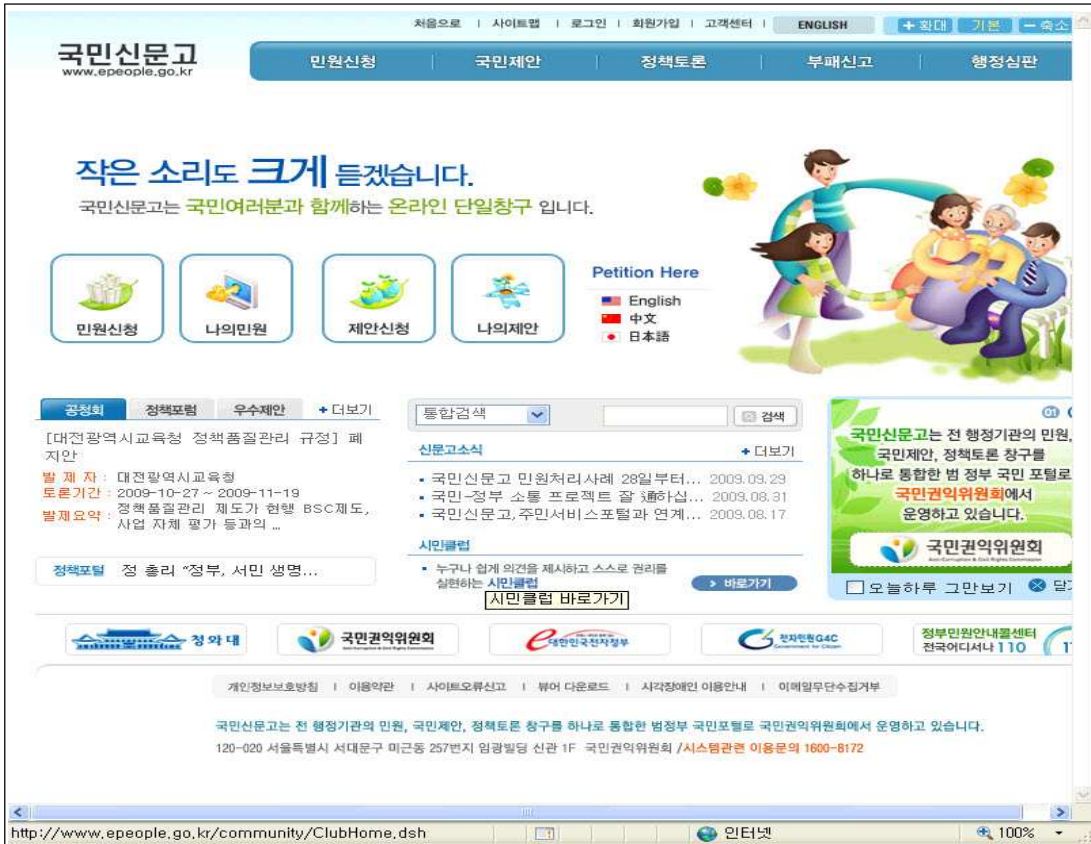 처음으로 | 사이트맵 | 로그인 | 회원가입 | 고객센터 | ENGLISH + 확대 기본 - 축소
국민신문고
www.epeople.go.kr
민원신청 국민제안 정책토론 부패신고 행정심판
작은 소리도 크게 듣겠습니다.
국민신문고는 국민여러분과 함께하는 온라인 단일창구 입니다.
민원신청 나의민원 제안신청 나의제안
Petition Here
English
中文
日本語
공청회 정책포럼 우수제안 + 더보기
[대전광역시교육청 정책품질관리 규정] 폐
지안
발 제 자 : 대전광역시교육청
토론기간 : 2009-10-27 ~ 2009-11-19
발제요약 : 정책품질관리 제도가 현행 BSC제도,
사업 자체 평가 등과의 ...
정책포털 정 총리 “정부, 서민 생명...
통합검색 검색
신문고소식 + 더보기
국민신문고 민원처리사례 28일부터... 2009.09.29
국민-정부 소통 프로젝트 잘 通하십... 2009.08.31
국민신문고,주민서비스포털과 연계... 2009.08.17
시민클럽
누구나 쉽게 의견을 제시하고 스스로 권리를
실현하는 시민클럽
바로가기
시민클럽 바로가기
01
국민신문고는 전 행정기관의 민원,
국민제안, 정책토론 창구를
하나로 통합한 범 정부 국민 포털로
국민권익위원회에서
운영하고 있습니다.
국민권익위원회
Anti-Corruption & Civil Rights Commission
오늘하루 그만보기 닫기
청와대
국민권익위원회
Anti-Corruption & Civil Rights Commission
대한민국전자정부
전자민원G4C
Government for Citizen
정부민원안내콜센터
전국어디서나 110
개인정보보호방침 | 이용약관 | 사이트오류신고 | 뷰어 다운로드 | 시각장애인 이용안내 | 이메일무단수집거부
국민신문고는 전 행정기관의 민원, 국민제안, 정책토론 창구를 하나로 통합한 범정부 국민포털로 국민권익위원회에서 운영하고 있습니다.
120-020 서울특별시 서대문구 미근동 257번지 임광빌딩 신관 1F 국민권익위원회 /시스템관련 이용문의 1600-8172
http://www.epeople.go.kr/community/ClubHome.dsh 인터넷 100%